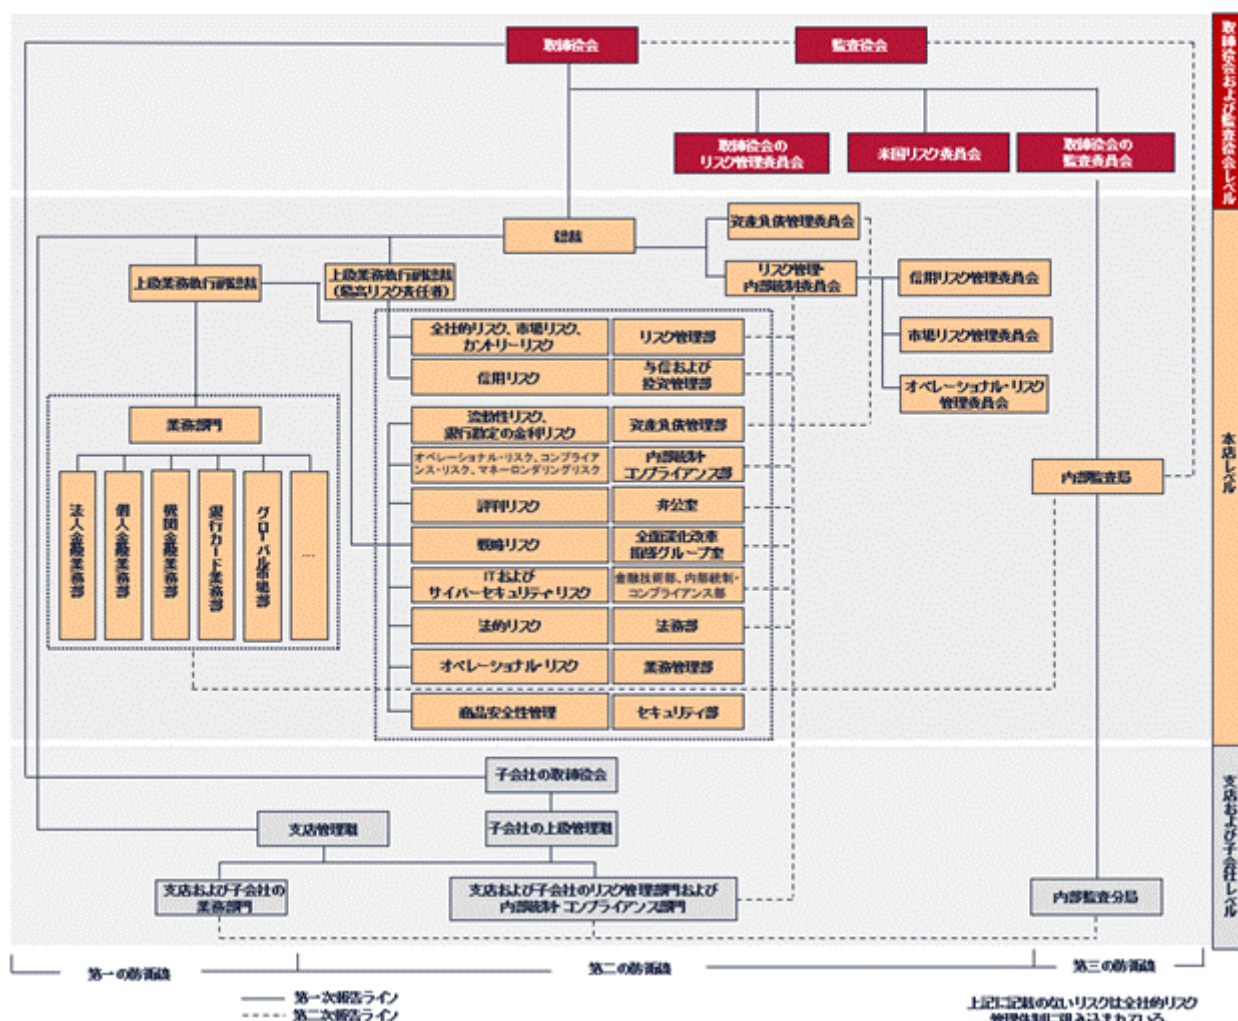 取締役会
監査役会
取締役会の
リスク管理委員会
米国リスク委員会
取締役会の
監査委員会
取締役会および監査役会レベル
総裁
資産負債管理委員会
上級業務執行副総裁
上級業務執行副総裁
(最高リスク責任者)
リスク管理・
内部統制委員会
信用リスク管理委員会
市場リスク管理委員会
オペレーショナル・リスク
管理委員会
全社的リスク、市場リスク、
カントリーリスク
リスク管理部
信用リスク
与信および
投資管理部
流動性リスク、
銀行勘定の金利リスク
資産負債管理部
オペレーショナル・リスク、コンプライア
ンス・リスク、マネーロンダリングリスク
内部統制・
コンプライアンス部
評判リスク
弁公室
戦略リスク
全面深化改革
指導グループ室
ITおよび
サイバーセキュリティ・リスク
金融技術部、内部統制・
コンプライアンス部
法的リスク
法務部
オペレーショナル・リスク
業務管理部
商品安全性管理
セキュリティ部
業務部門
法人金融業務部
個人金融業務部
機関金融業務部
銀行カード業務部
グローバル市場部
…
内部監査局
本店レベル
子会社の取締役会
支店管理職
子会社の上級管理職
支店および子会社の
業務部門
支店および子会社のリスク管理部門および
内部統制・コンプライアンス部門
内部監査分局
支店および子会社レベル
第一の防衛線
第二の防衛線
第三の防衛線
第一次報告ライン
第二次報告ライン
上記に記載のないリスクは全社的リスク
管理体制に組み込まれている。